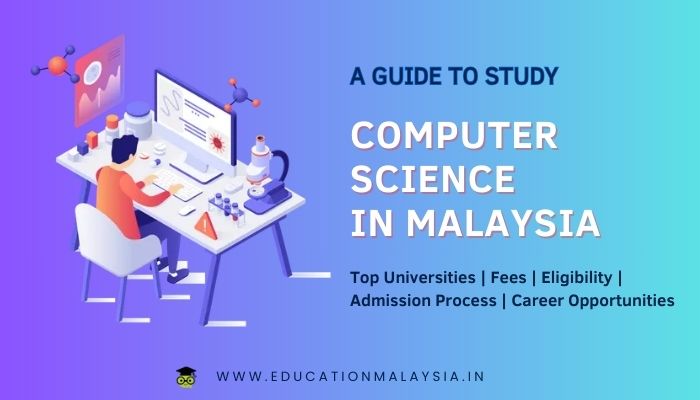 A GUIDE TO STUDY
COMPUTER
SCIENCE
IN MALAYSIA
Top Universities | Fees | Eligibility |
Admission Process | Career Opportunities
WWW.EDUCATIONMALAYSIA.IN